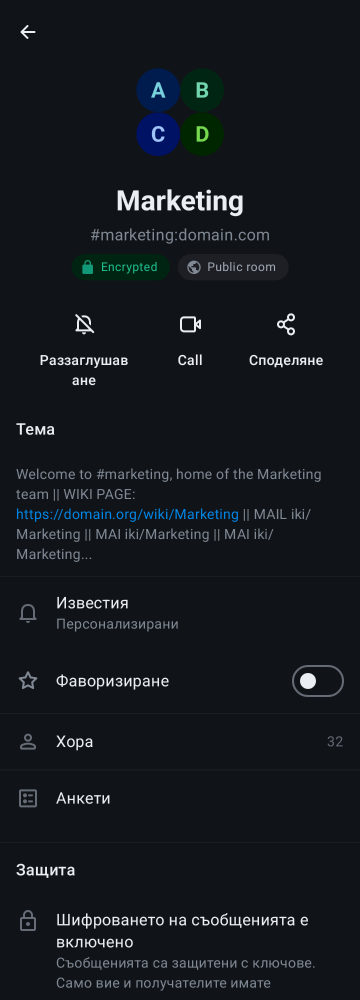 A B
C D
Marketing
#marketing:domain.com
Encrypted Public room
Раззаглушав
ане
Call
Споделяне
Тема
Welcome to #marketing, home of the Marketing
team || WIKI PAGE:
https://domain.org/wiki/Marketing || MAIL iki/
Marketing || MAI iki/Marketing || MAI iki/
Marketing...
Известия
Персонализирани
Фаворизиране
Хора 32
Анкети
Защита
Шифроването на съобщенията е
включено
Съобщенията са защитени с ключове.
Само вие и получателите имате